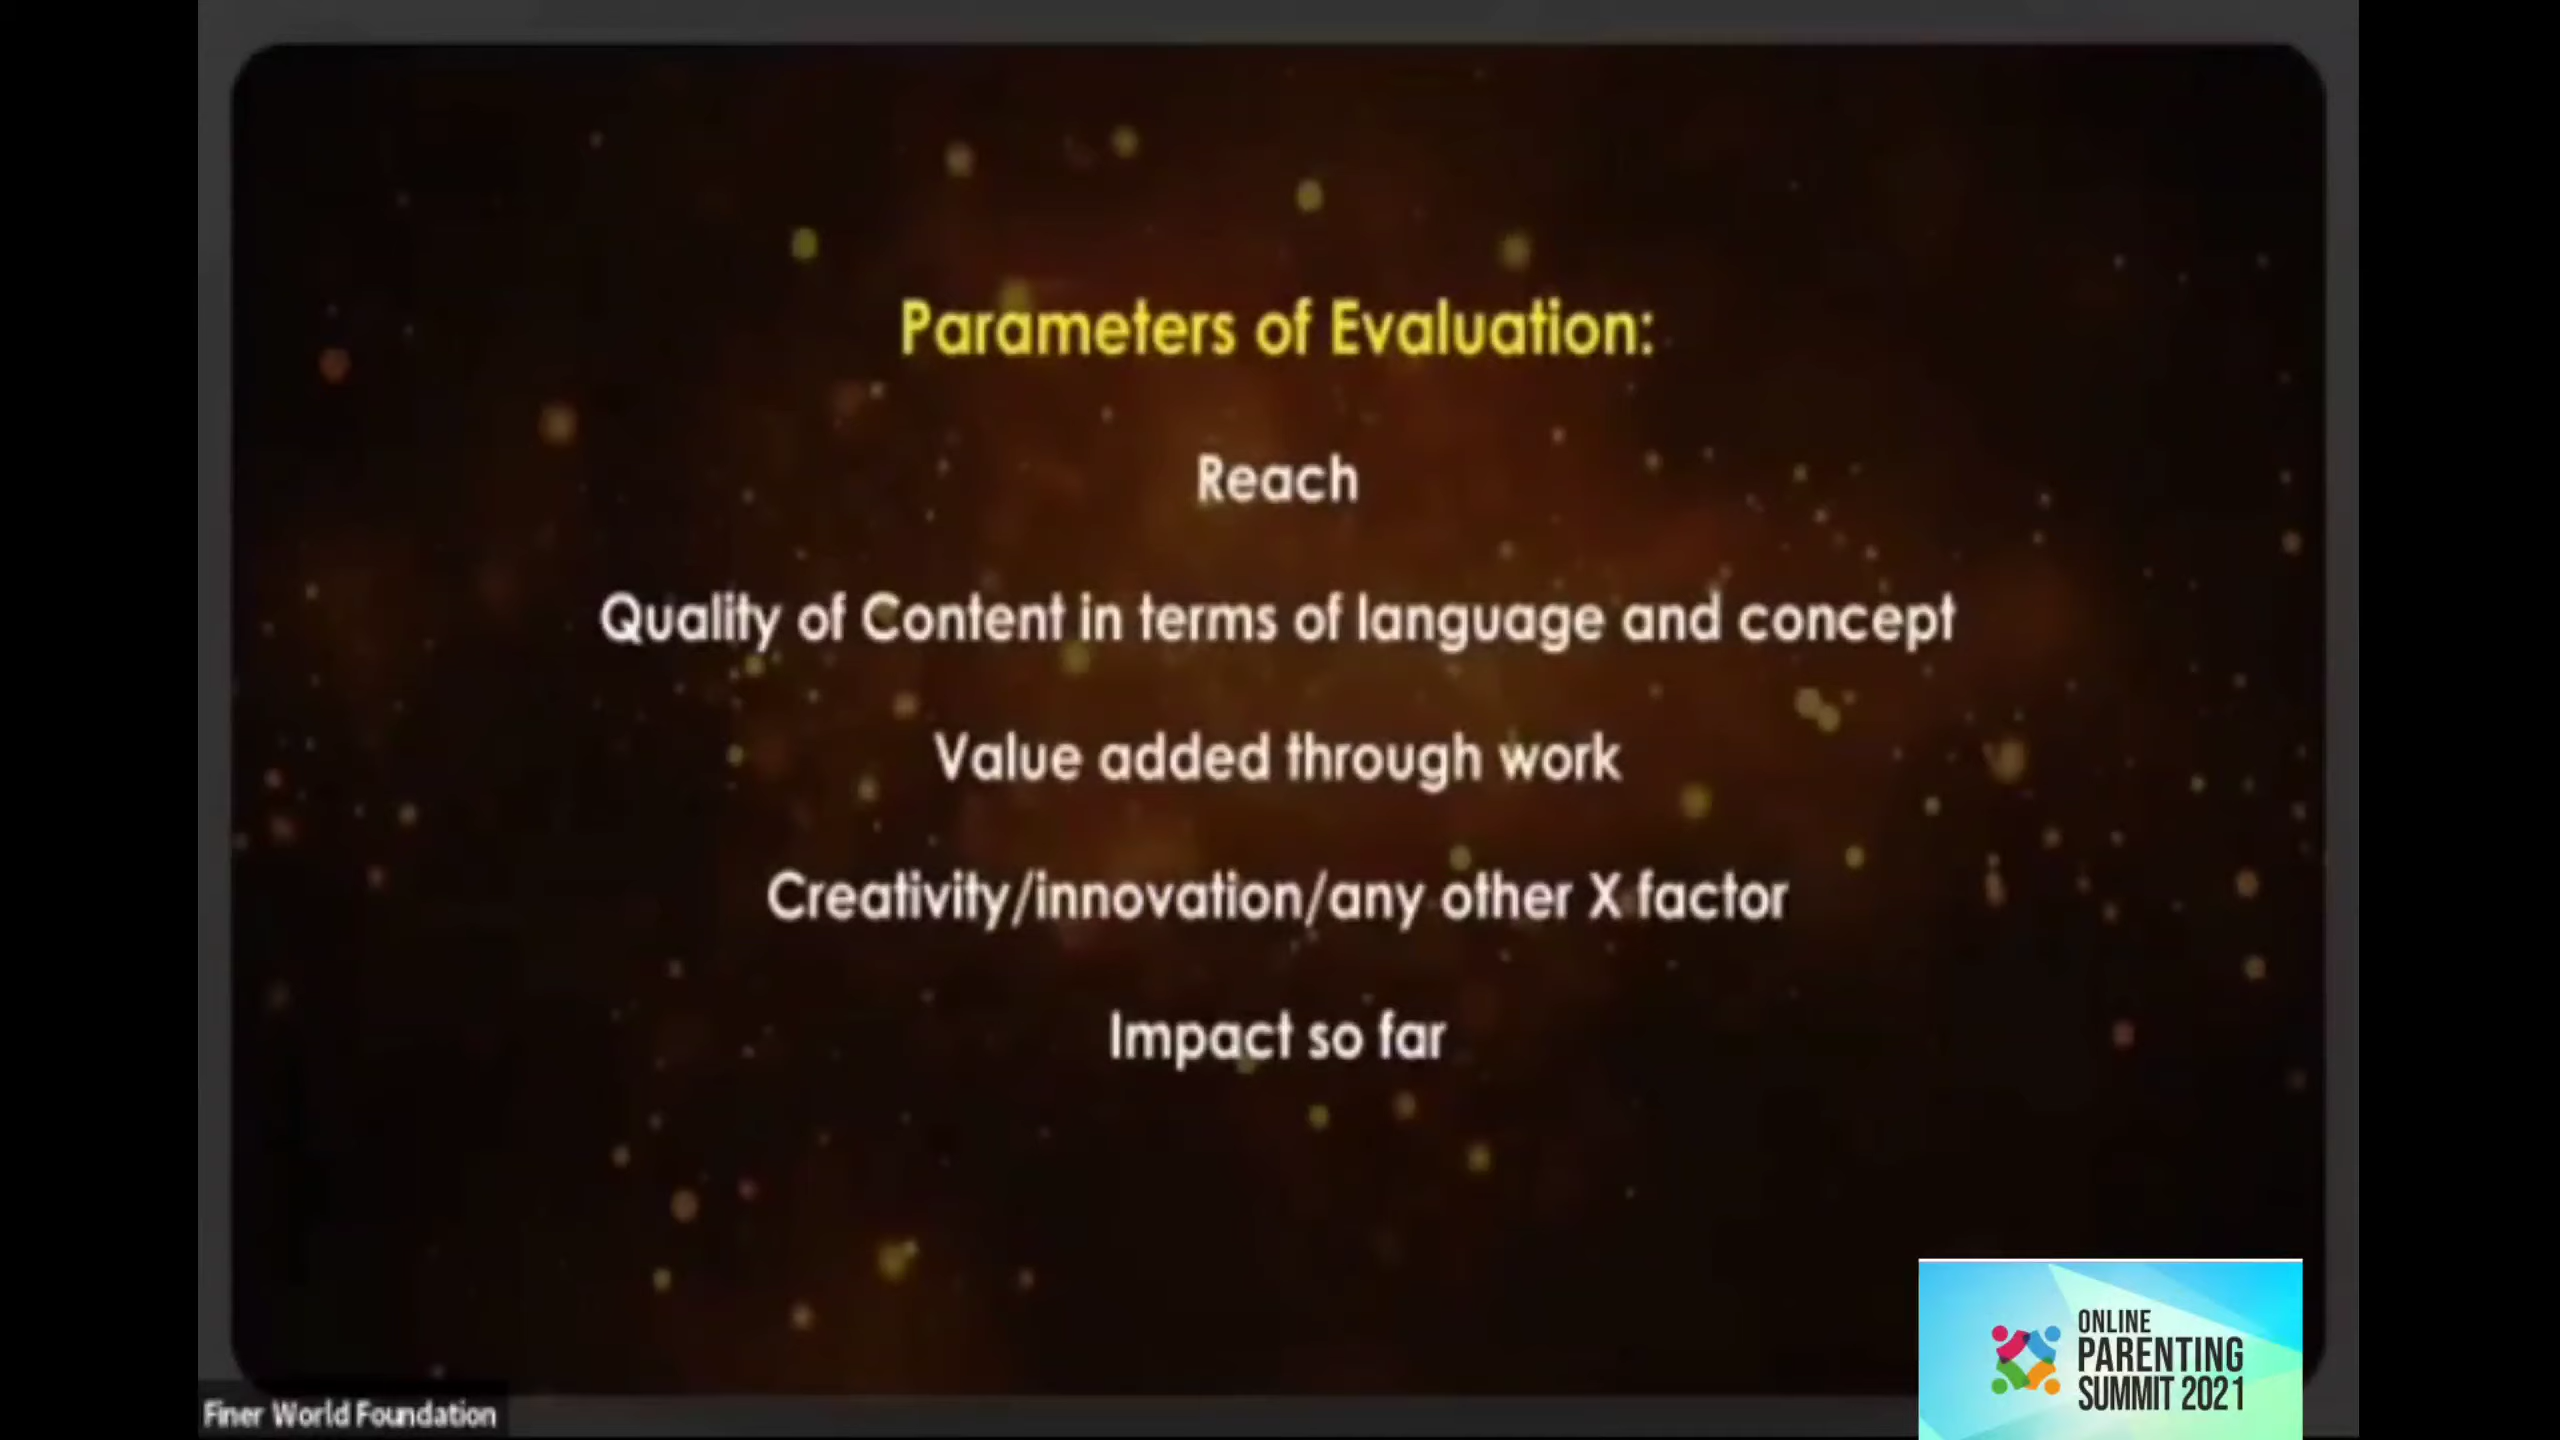 Parameters of Evaluation:
Reach
Quality of Content in terms of language and concept
Value added through work
Creativity/innovation/any other X factor
Impact so far
Finer World Foundation
ONLINE
PARENTING
SUMMIT 2021